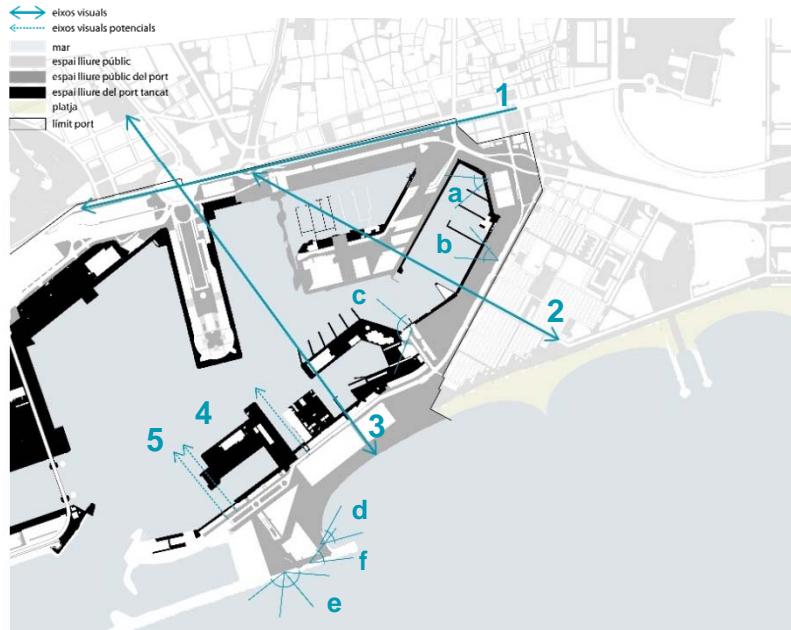 eixos visuals
eixos visuals potencials
mar
espai lliure públic
espai lliure públic del port
espai lliure del port tancat
platja
límit port
1
a
b
c
2
4
3
5
d
f
e